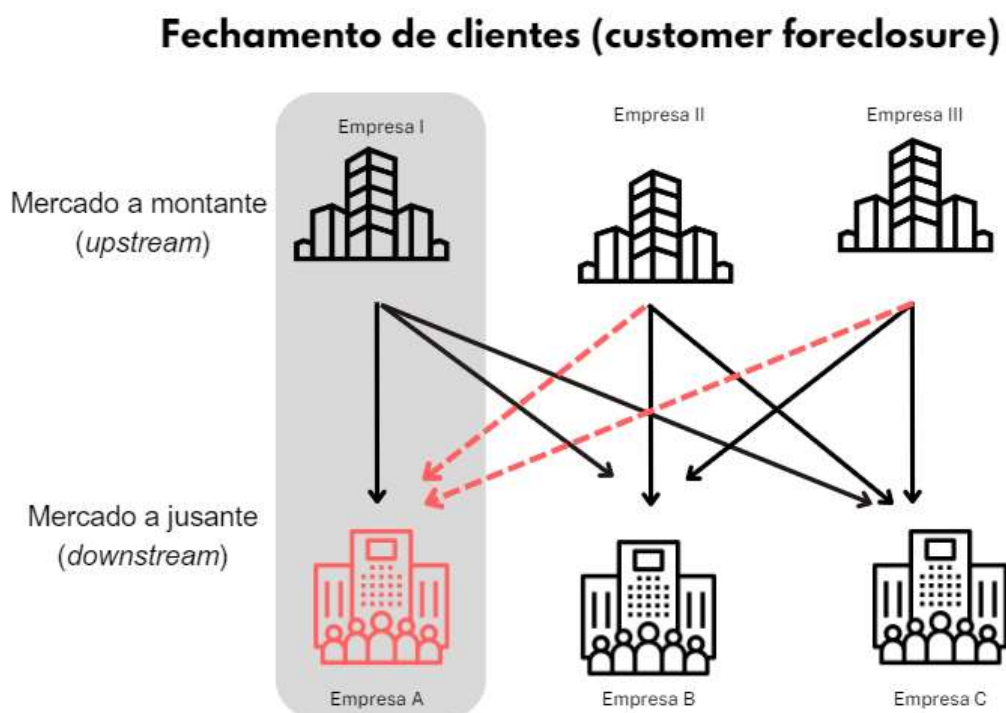 Fechamento de clientes (customer foreclosure)
Empresa I
Empresa II
Empresa III
Mercado a montante
(upstream)
Mercado a jusante
(downstream)
Empresa A
Empresa B
Empresa C